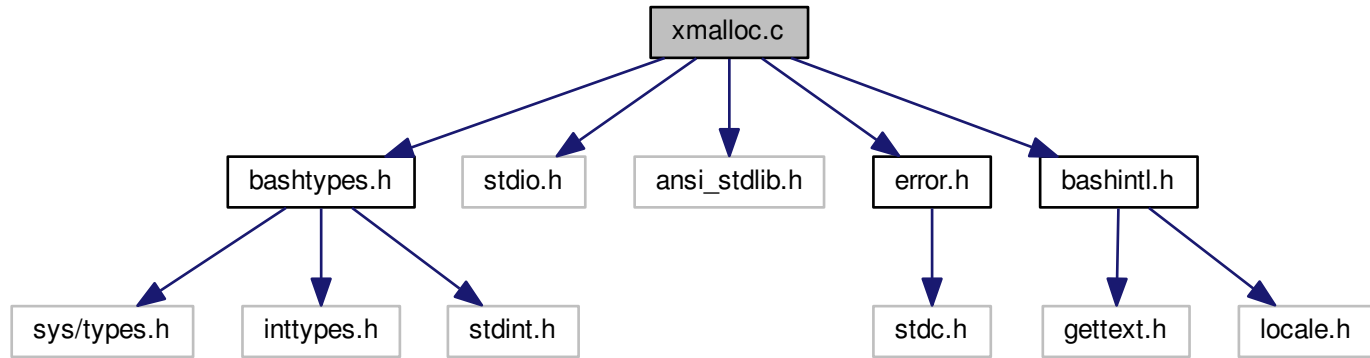 xmalloc.c
bashtypes.h
stdio.h
ansi_stdlib.h
error.h
bashintl.h
sys/types.h
inttypes.h
stdint.h
stdc.h
gettext.h
locale.h